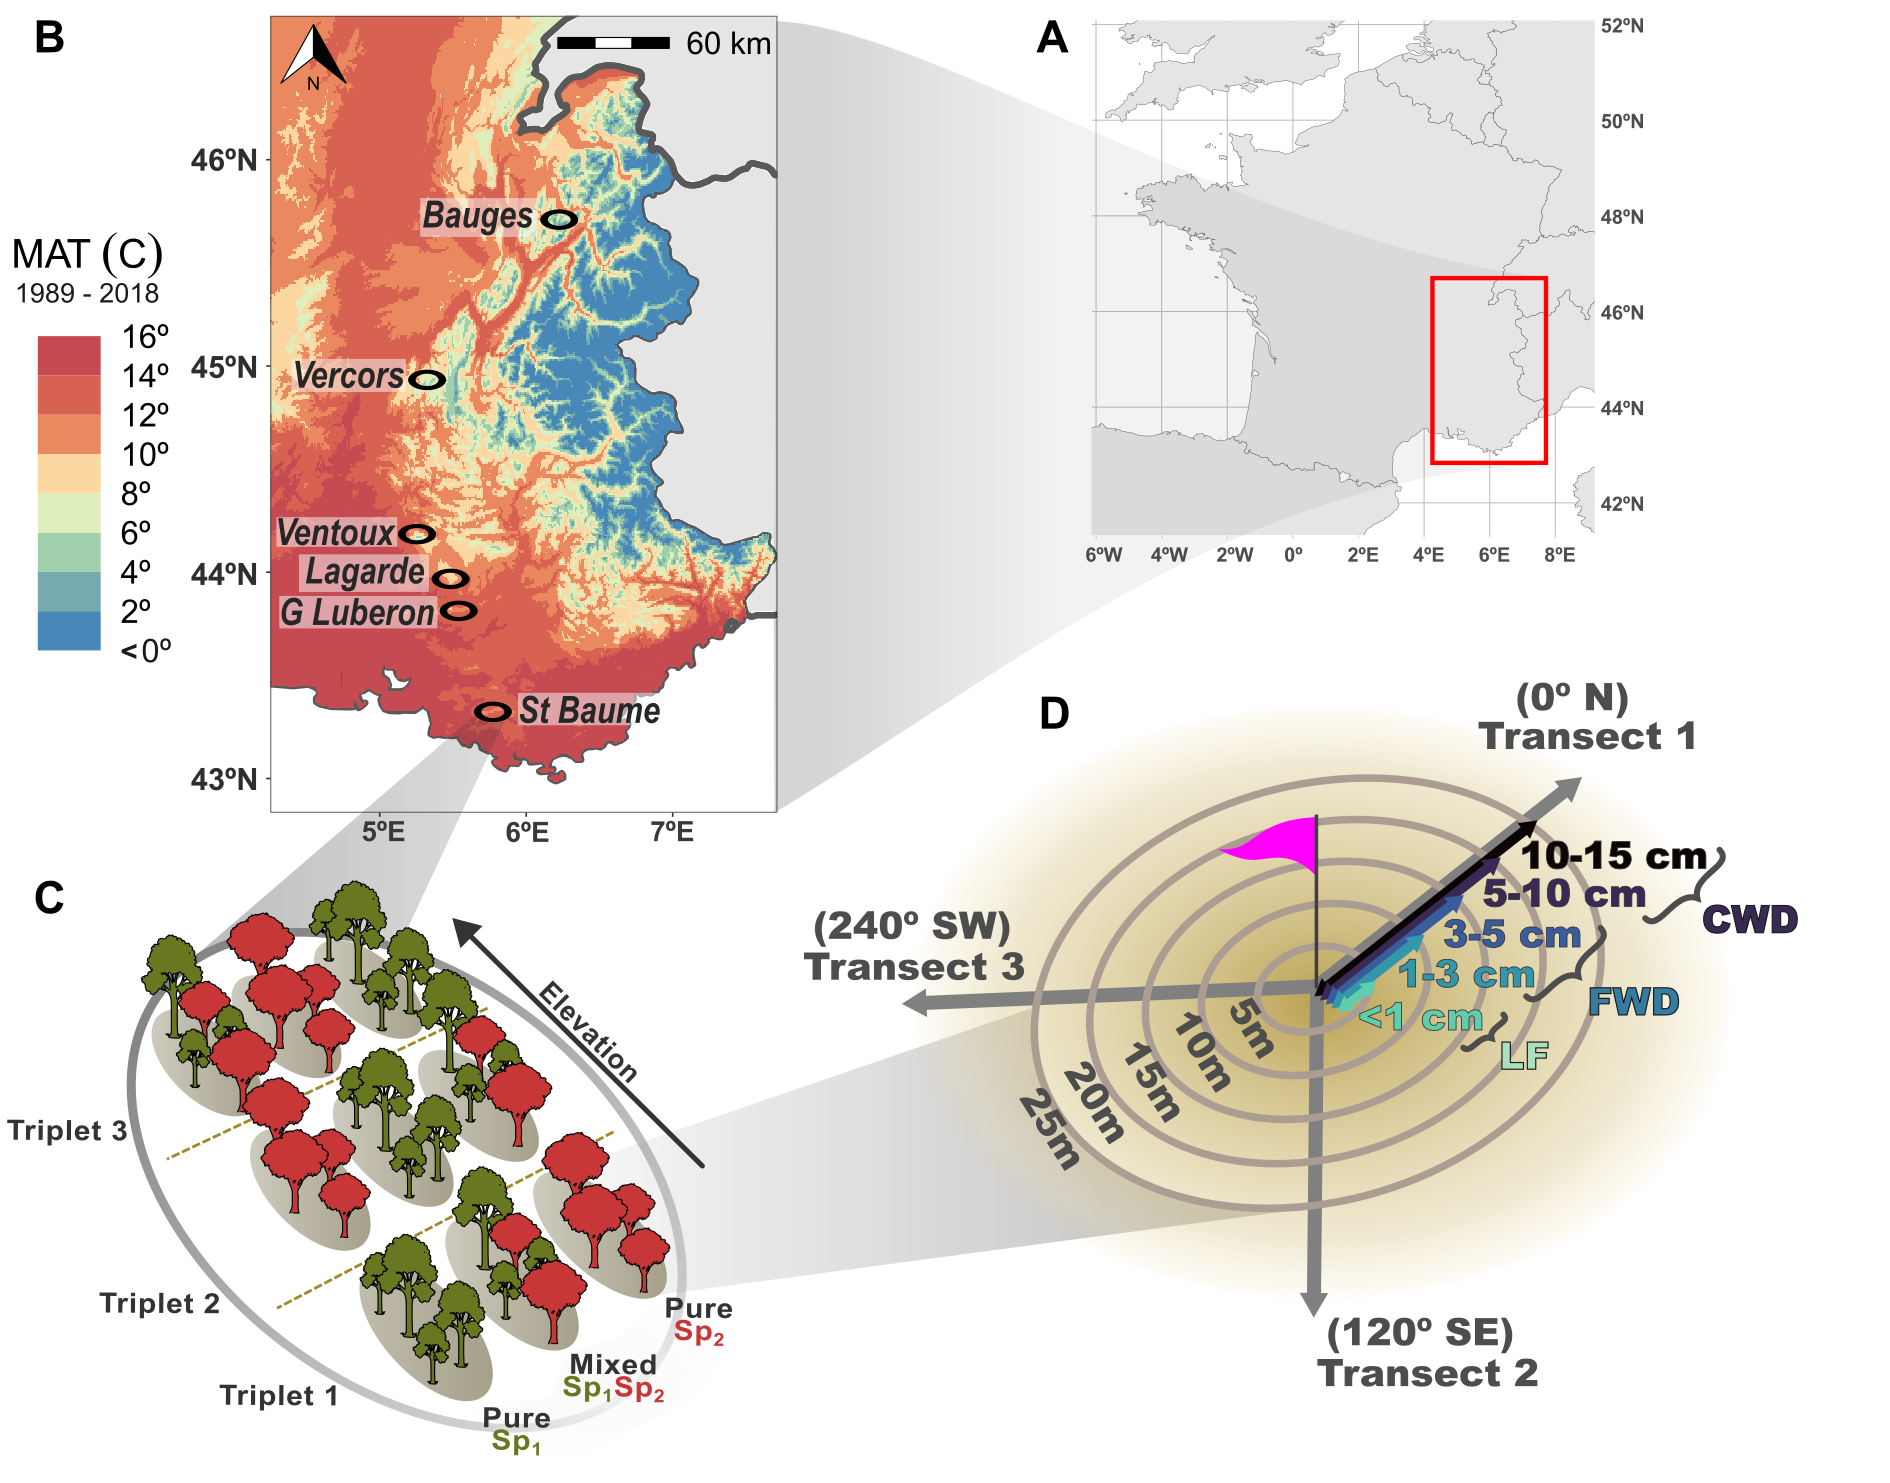 B
N
60 km
46ºN
45ºN
44ºN
43ºN
5ºE
6ºE
7ºE
Bauges
Vercors
Ventoux
Lagarde
G Luberon
St Baume
MAT (C)
1989 - 2018
16º
14º
12º
10º
8º
6º
4º
2º
<0º
A
52ºN
50ºN
48ºN
46ºN
44ºN
42ºN
6ºW
4ºW
2ºW
0º
2ºE
4ºE
6ºE
8ºE
C
Elevation
Triplet 3
Triplet 2
Triplet 1
Pure
Sp2
Mixed
Sp1Sp2
Pure
Sp1
D
(0º N)
Transect 1
(240º SW)
Transect 3
(120º SE)
Transect 2
10-15 cm
5-10 cm
3-5 cm
1-3 cm
<1 cm
CWD
FWD
LF
5m
10m
15m
20m
25m